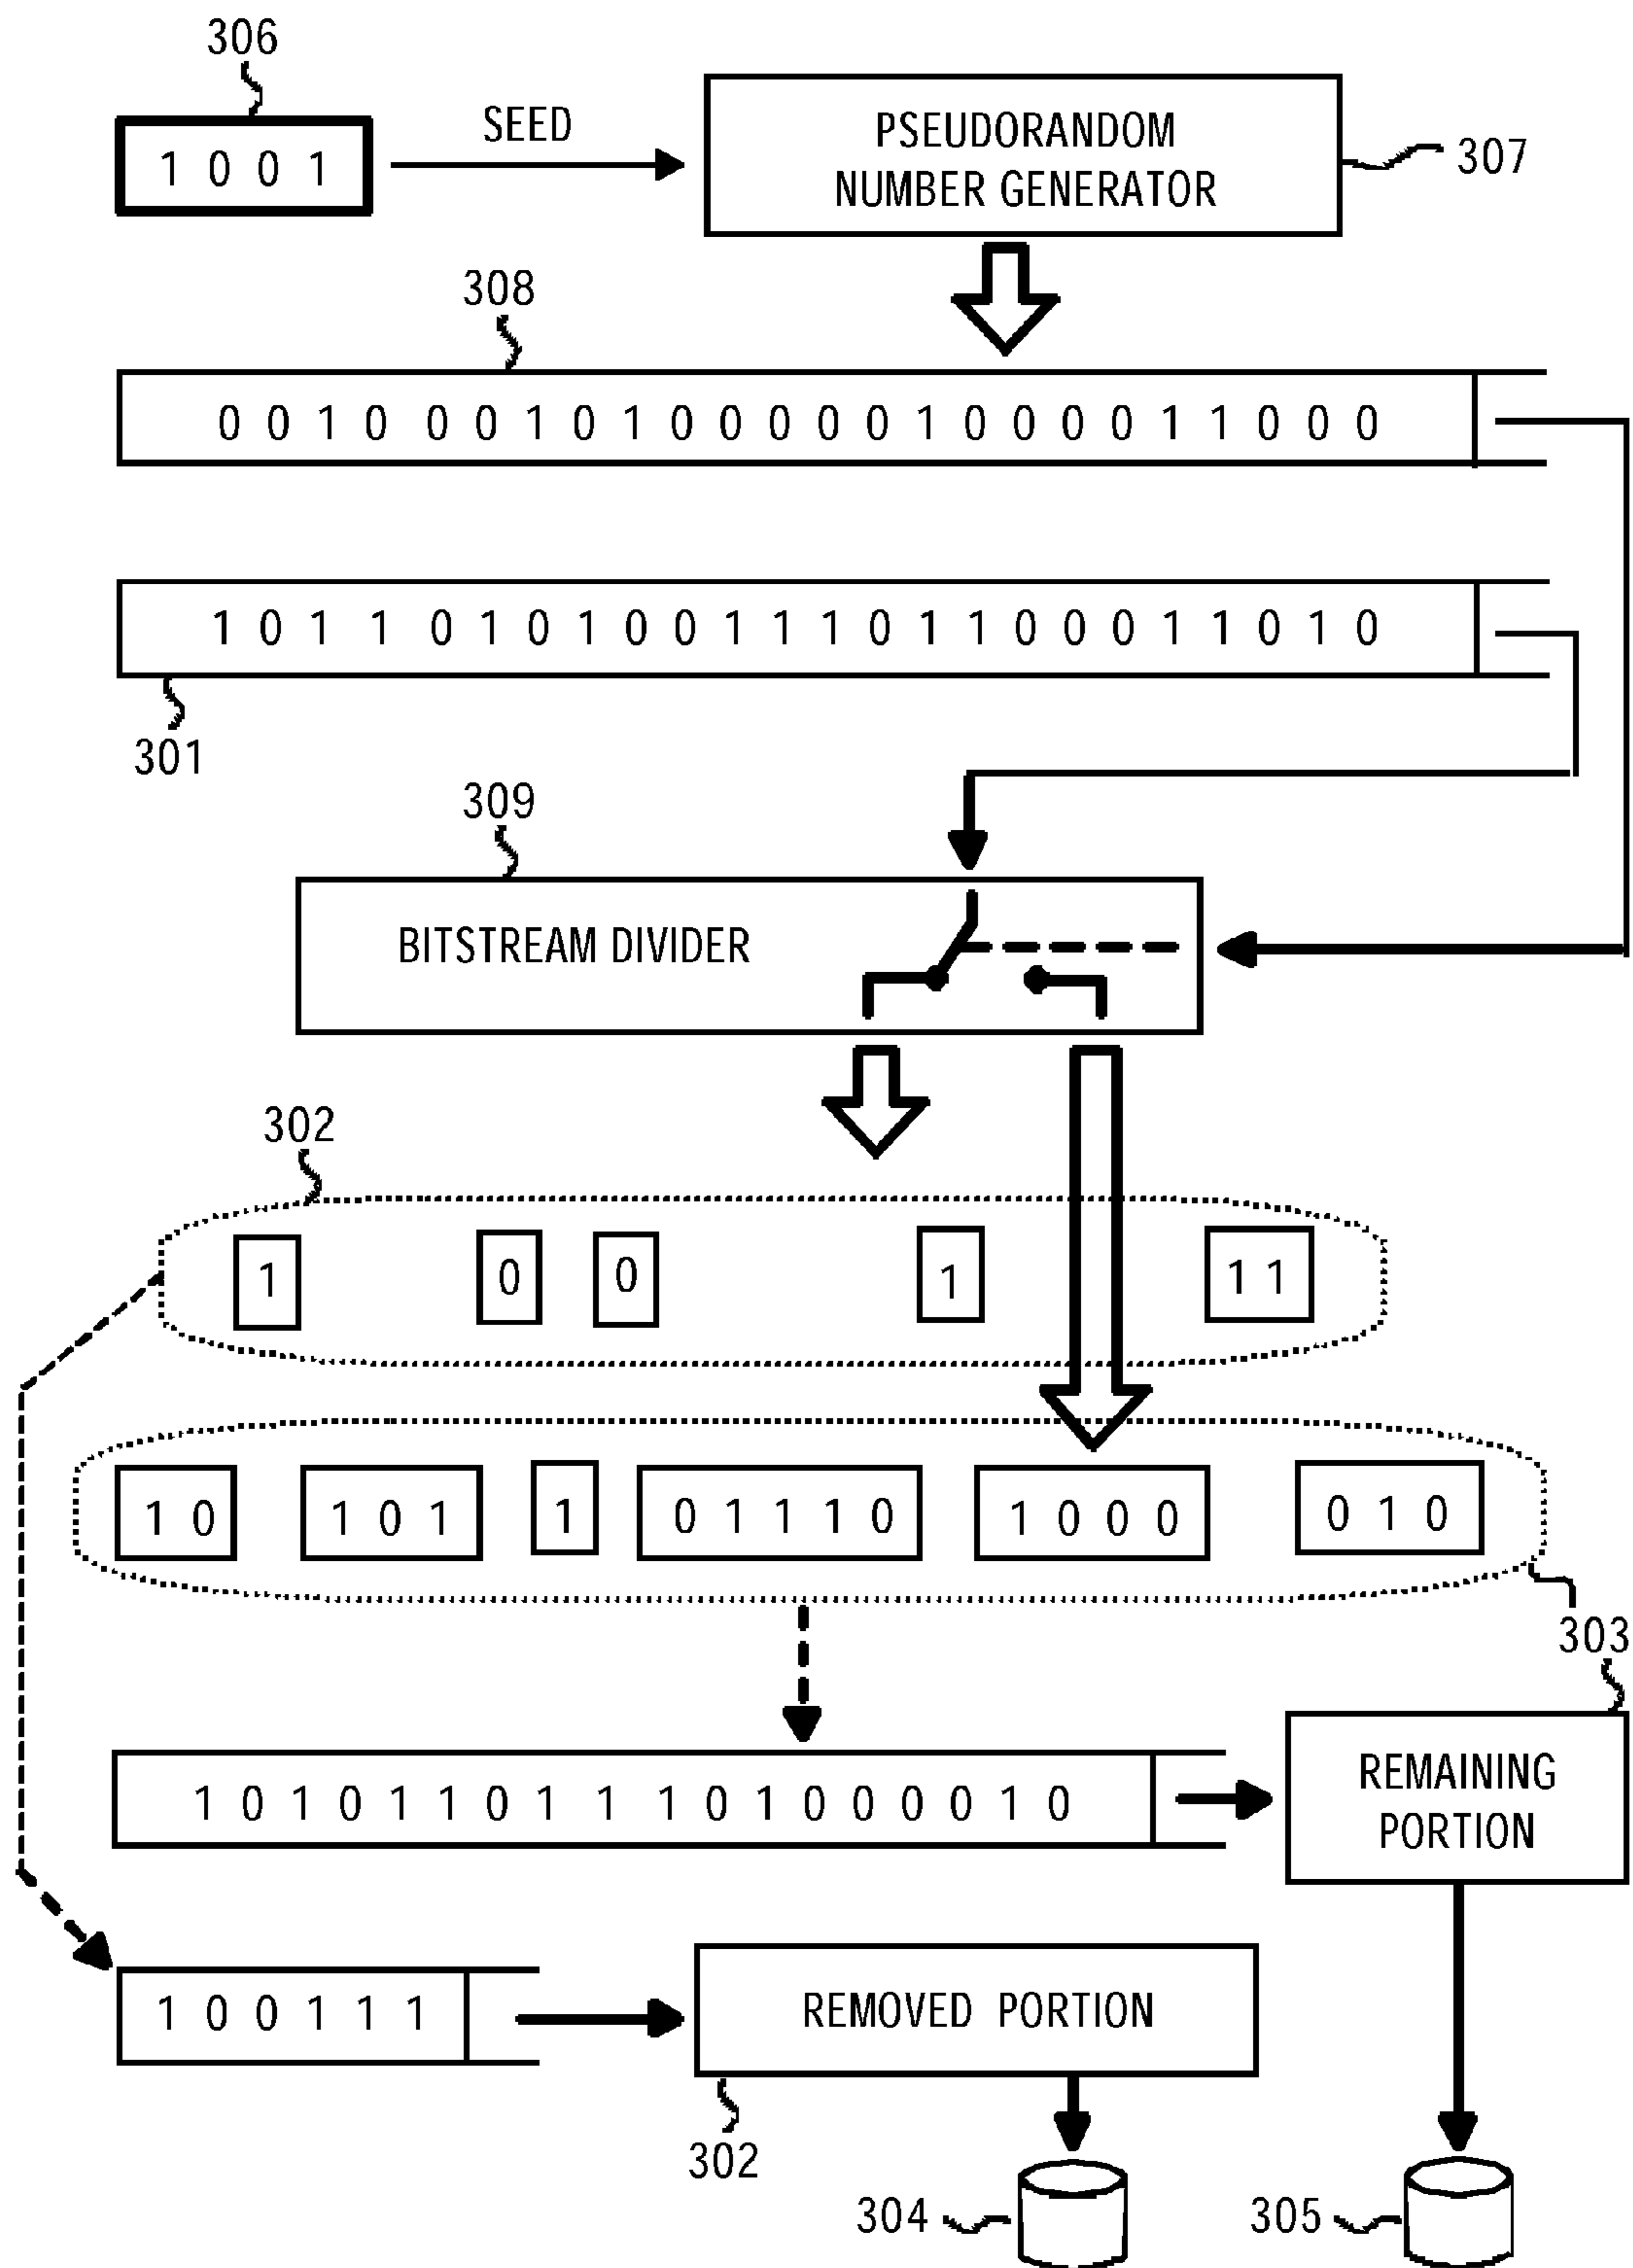 306
1 0 0 1
SEED
PSEUDORANDOM
NUMBER GENERATOR
307
308
0 0 1 0 0 0 1 0 1 0 0 0 0 0 1 0 0 0 0 1 1 0 0 0
1 0 1 1 0 1 0 1 0 0 1 1 1 0 1 1 0 0 0 1 1 0 1 0
301
309
BITSTREAM DIVIDER
302
1 0 0 1 1 1
1 0 1 0 1 1 0 1 1 1 0 1 0 0 0 0 1 0
303
1 0 1 0 1 1 0 1 1 1 0 1 0 0 0 0 1 0
REMAINING
PORTION
1 0 0 1 1 1
REMOVED PORTION
302
304
305